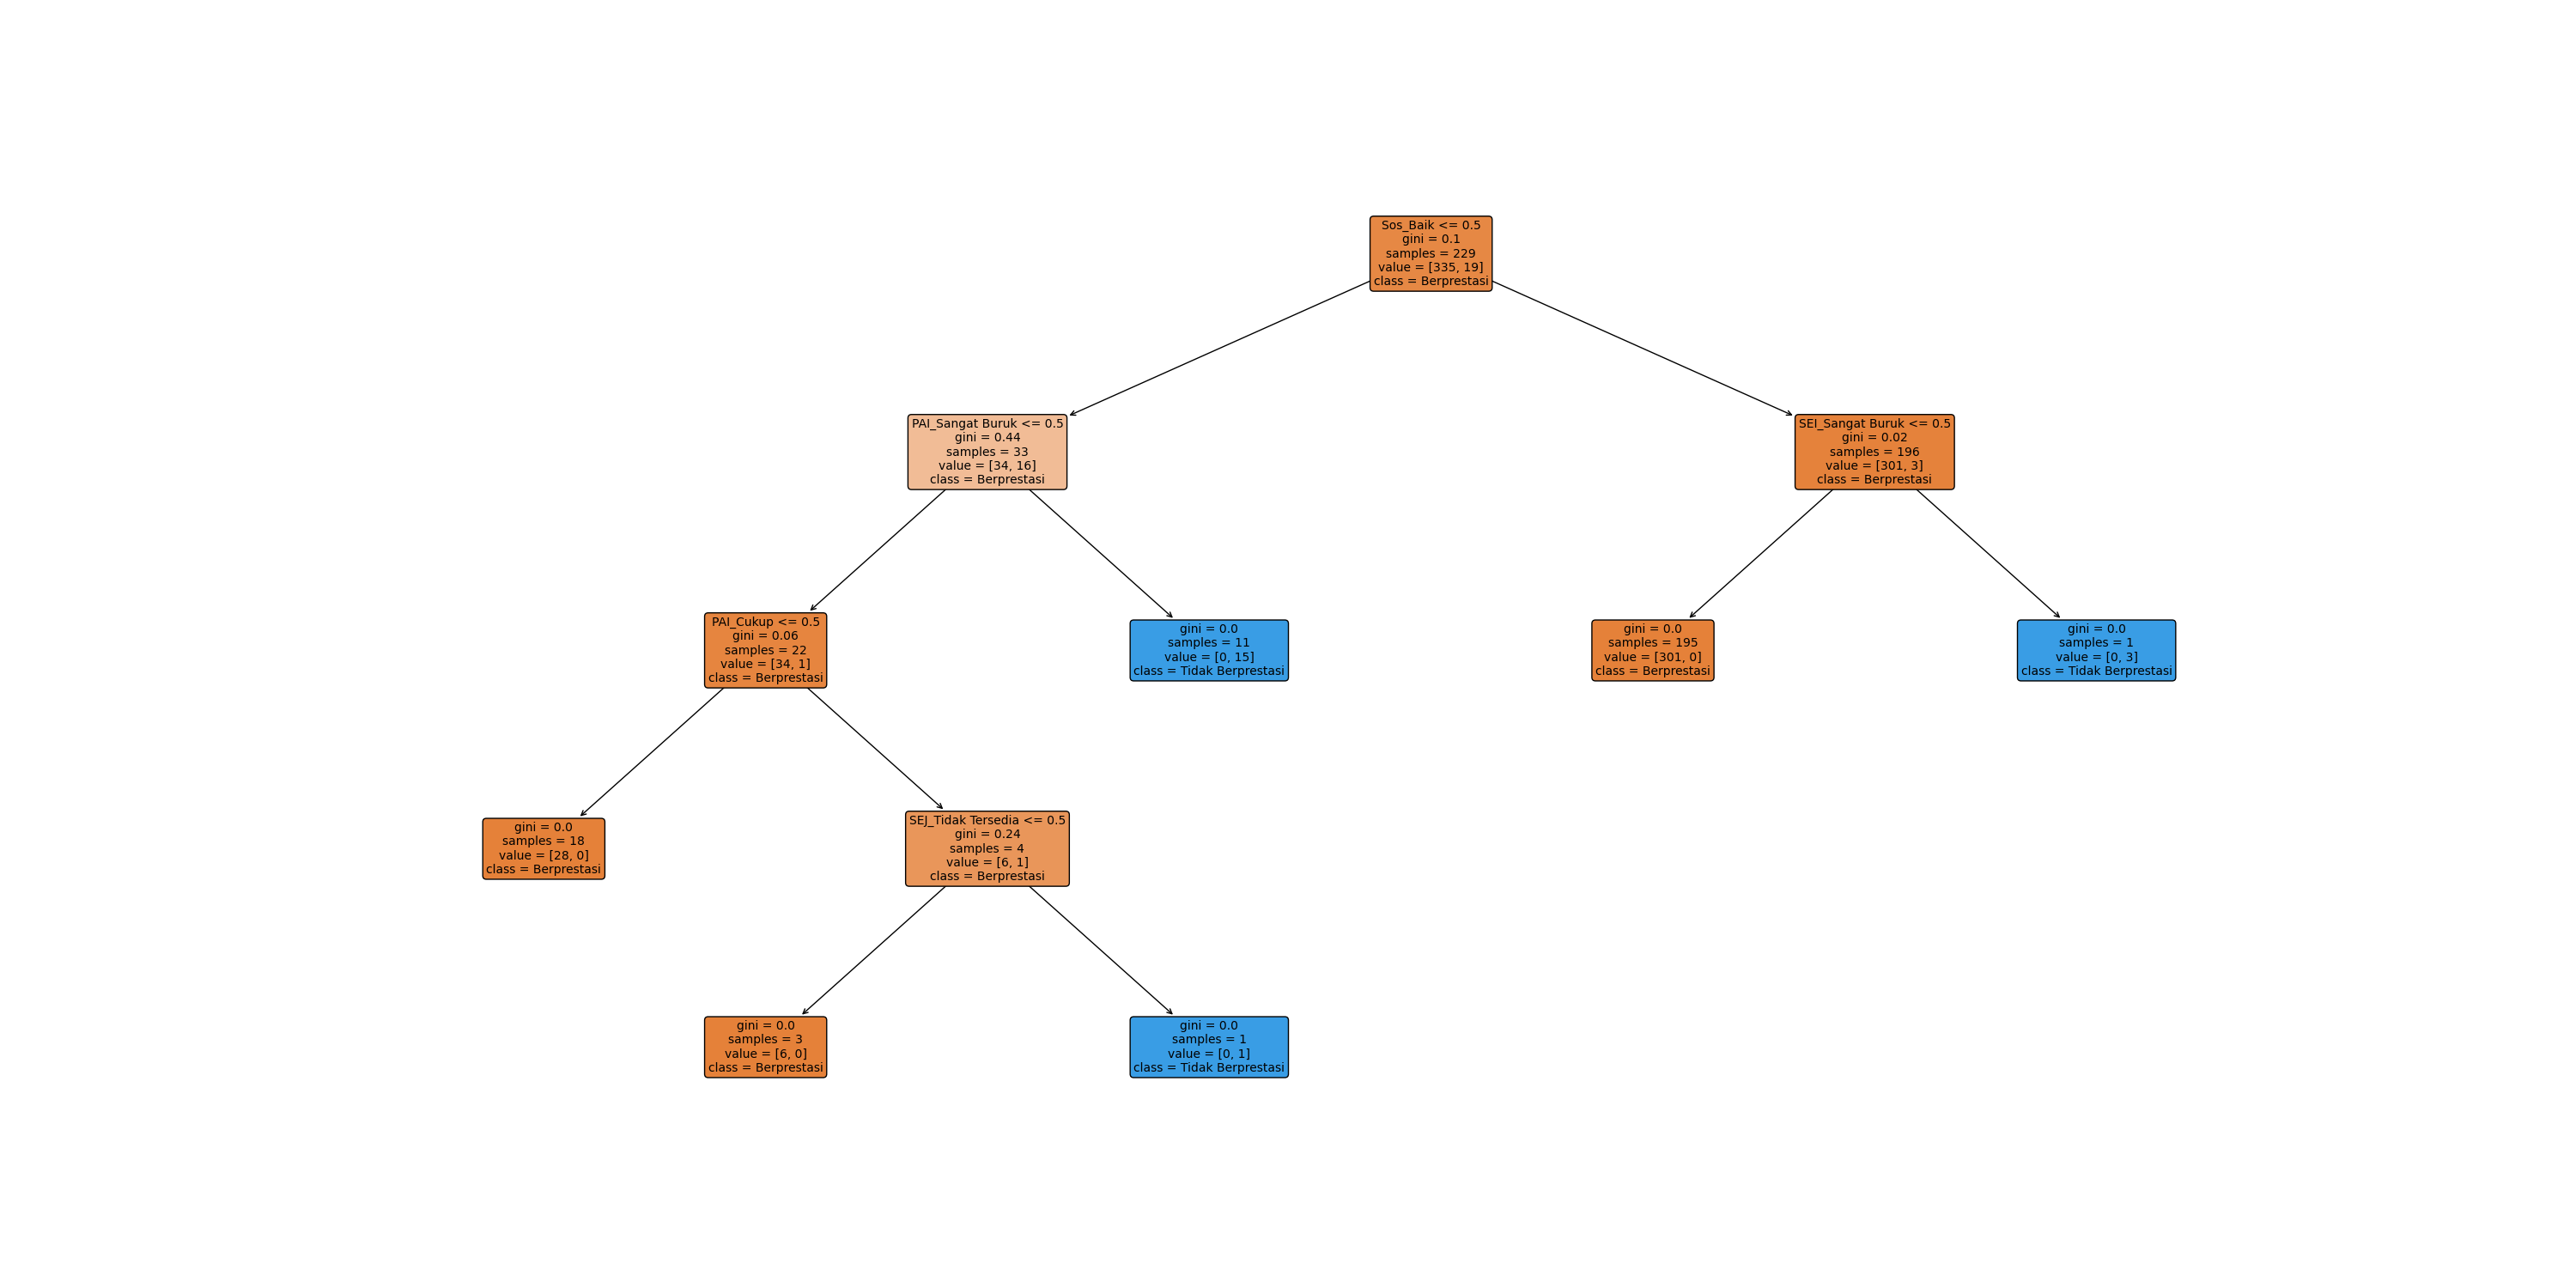 Sos_Baik <= 0.5
gini = 0.1
samples = 229
value = [335, 19]
class = Berprestasi
PAI_Sangat Buruk <= 0.5
gini = 0.44
samples = 33
value = [34, 16]
class = Berprestasi
SEI_Sangat Buruk <= 0.5
gini = 0.02
samples = 196
value = [301, 3]
class = Berprestasi
PAI_Cukup <= 0.5
gini = 0.06
samples = 22
value = [34, 1]
class = Berprestasi
gini = 0.0
samples = 11
value = [0, 15]
class = Tidak Berprestasi
gini = 0.0
samples = 195
value = [301, 0]
class = Berprestasi
gini = 0.0
samples = 1
value = [0, 3]
class = Tidak Berprestasi
gini = 0.0
samples = 18
value = [28, 0]
class = Berprestasi
SEJ_Tidak Tersedia <= 0.5
gini = 0.24
samples = 4
value = [6, 1]
class = Berprestasi
gini = 0.0
samples = 3
value = [6, 0]
class = Berprestasi
gini = 0.0
samples = 1
value = [0, 1]
class = Tidak Berprestasi